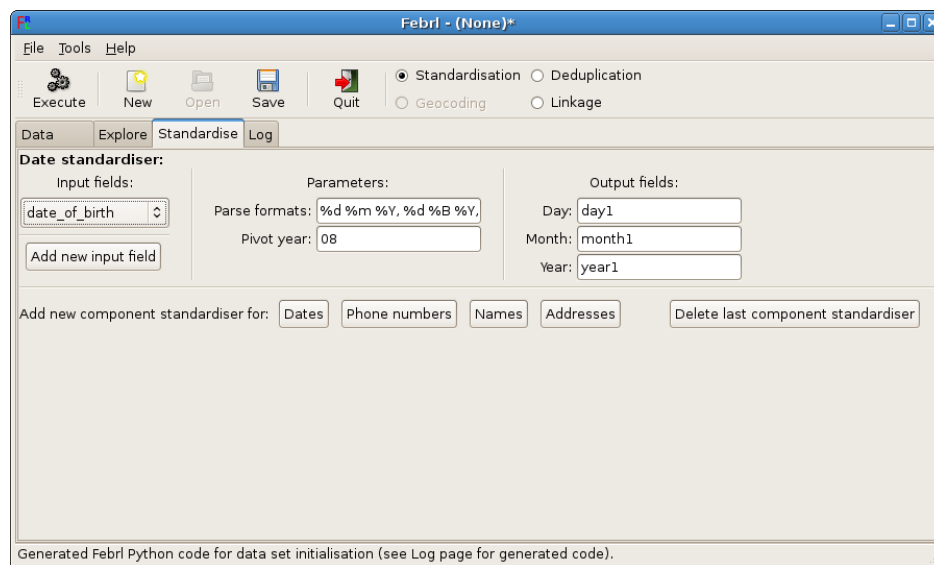 Febrl - (None)*
File Tools Help
Execute New Open Save Quit Standardisation Deduplication
Geocoding Linkage
Data Explore Standardise Log
Date standardiser:
Input fields: Parameters: Output fields:
date_of_birth Parse formats: %d %m %Y, %d %B %Y, Day: day1
Pivot year: 08 Month: month1
Add new input field Year: year1
Add new component standardiser for: Dates Phone numbers Names Addresses Delete last component standardiser
Generated Febrl Python code for data set initialisation (see Log page for generated code).